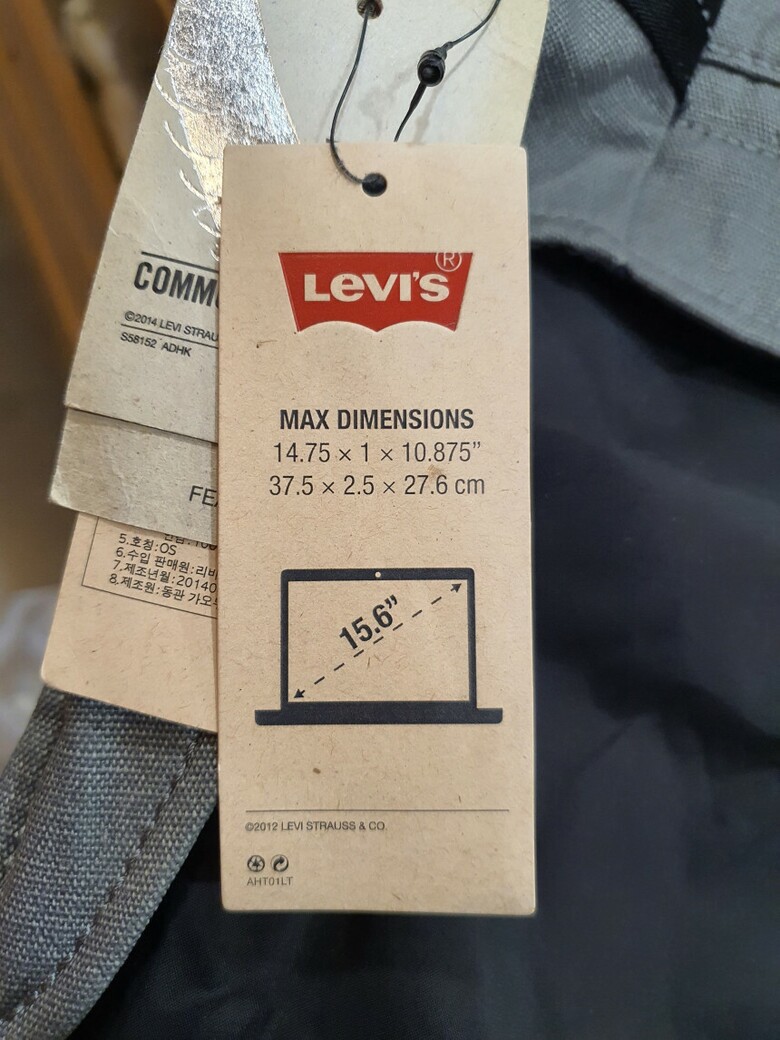 LEVI'S®
MAX DIMENSIONS
14.75 × 1 × 10.875”
37.5 × 2.5 × 27.6 cm
15.6”
©2012 LEVI STRAUSS & CO.
AHT01LT
COMM
©2014 LEVI STRAU
S58152 ADHK
FE
5.호칭:OS
6.수입 판매원:리바
7.제조년월:20140
8.제조원:동관 가오